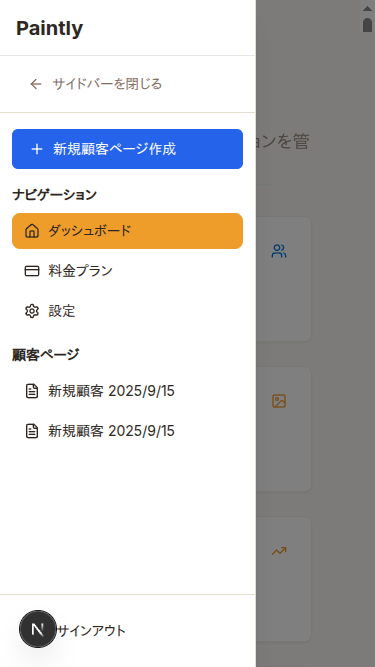 Paintly
サイドバーを閉じる
新規顧客ページ作成
ョンを管
ナビゲーション
ダッシュボード
料金プラン
設定
顧客ページ
新規顧客 2025/9/15
新規顧客 2025/9/15
N
サインアウト